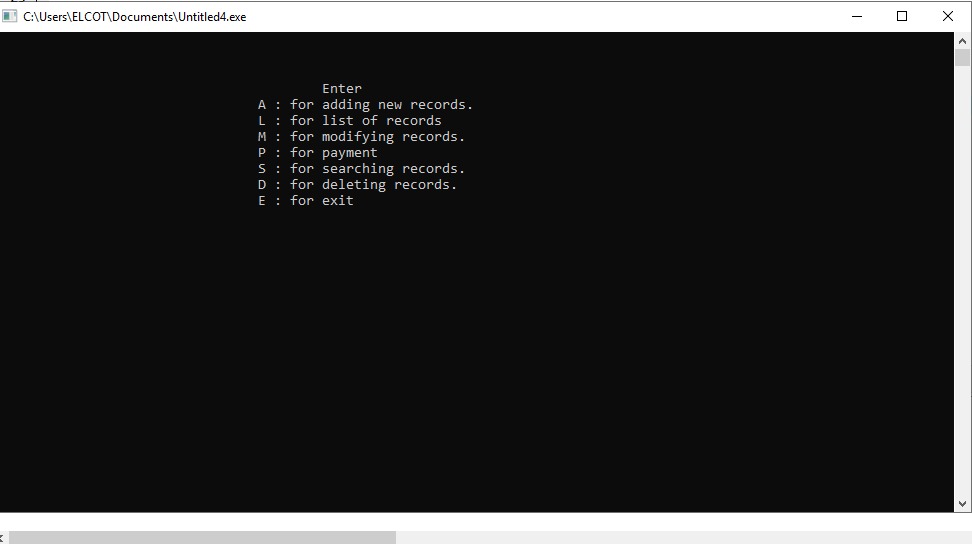 C:\Users\ELCOT\Documents\Untitled4.exe
Enter
A : for adding new records.
L : for list of records
M : for modifying records.
P : for payment
S : for searching records.
D : for deleting records.
E : for exit